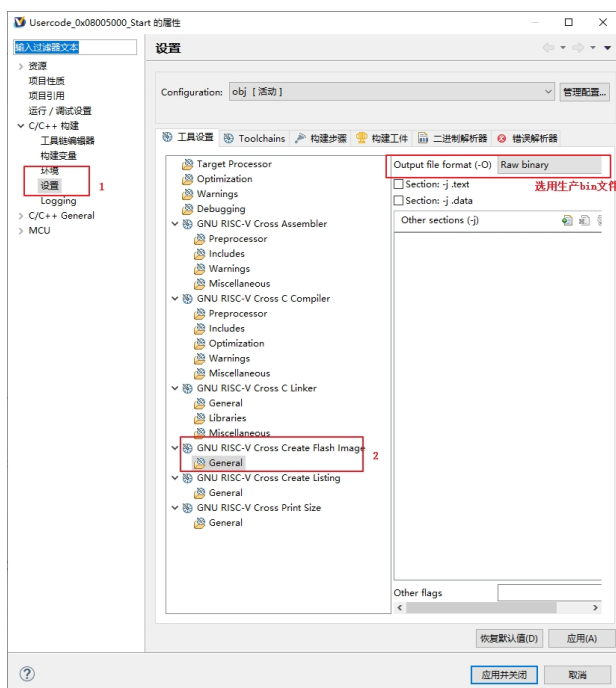 Usercode_0x08005000_Start 的属性
输入过滤器文本
设置
资源
项目性质
项目引用
运行 / 调试设置
C/C++ 构建
工具链编辑器
构建变量
环境
设置
1
Logging
C/C++ General
MCU
Configuration:
obj [ 活动 ]
管理配置...
工具设置
Toolchains
构建步骤
构建工件
二进制解析器
错误解析器
Target Processor
Optimization
Warnings
Debugging
GNU RISC-V Cross Assembler
Preprocessor
Includes
Warnings
Miscellaneous
GNU RISC-V Cross C Compiler
Preprocessor
Includes
Optimization
Warnings
Miscellaneous
GNU RISC-V Cross C Linker
General
Libraries
Miscellaneous
GNU RISC-V Cross Create Flash Image
General
2
GNU RISC-V Cross Create Listing
General
GNU RISC-V Cross Print Size
General
Output file format (-O)
Raw binary
Section: -j .text
选用生产bin文件
Section: -j .data
Other sections (-j)
Other flags
恢复默认值(D)
应用(A)
应用并关闭
取消